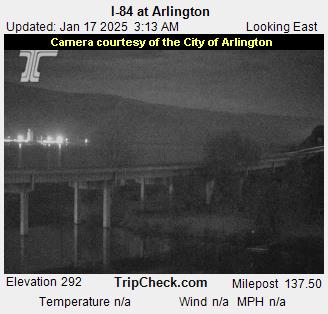 I-84 at Arlington
Updated: Jan 17 2025 3:13 AM Looking East
Camera courtesy of the City of Arlington
Elevation 292 TripCheck.com Milepost 137.50
Temperature n/a Wind n/a MPH n/a